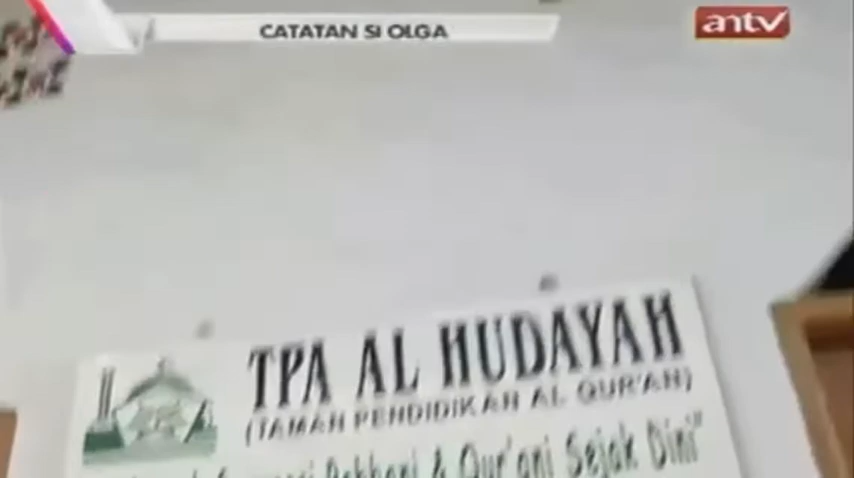 CATATAN SI OLGA
antv
TPA AL HUDAYAH
(TAMAN PENDIDIKAN AL QUR'AN)
& Qur'ani Sejak Dini"